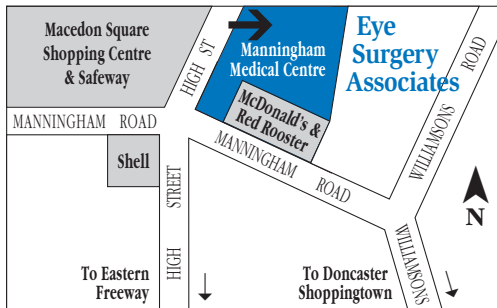 Macedon Square
Shopping Centre
& Safeway
HIGH ST
Manningham
Medical Centre
Eye
Surgery
Associates
McDonald's &
Red Rooster
WILLIAMSONS ROAD
MANNINGHAM ROAD
Shell
MANNINGHAM ROAD
HIGH STREET
N
To Eastern
Freeway
To Doncaster
Shoppingtown
WILLIAMSONS